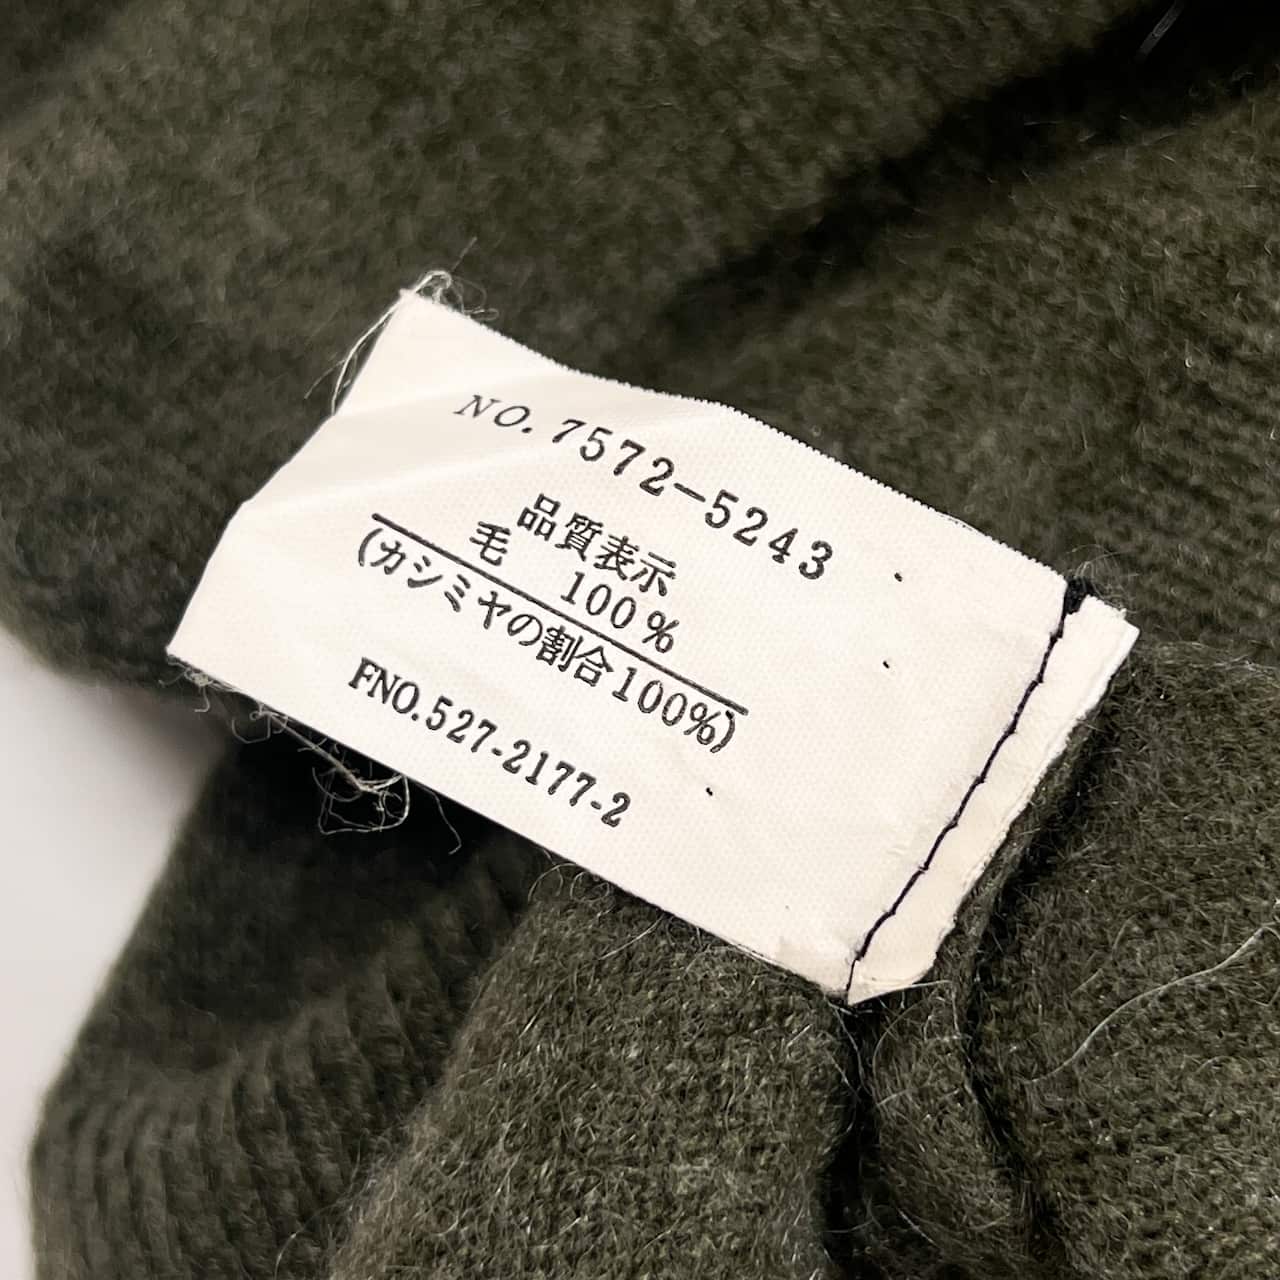 NO.7572-5243
品質表示
毛 100%
(カシミヤの割合100%)
FNO.527-2177-2